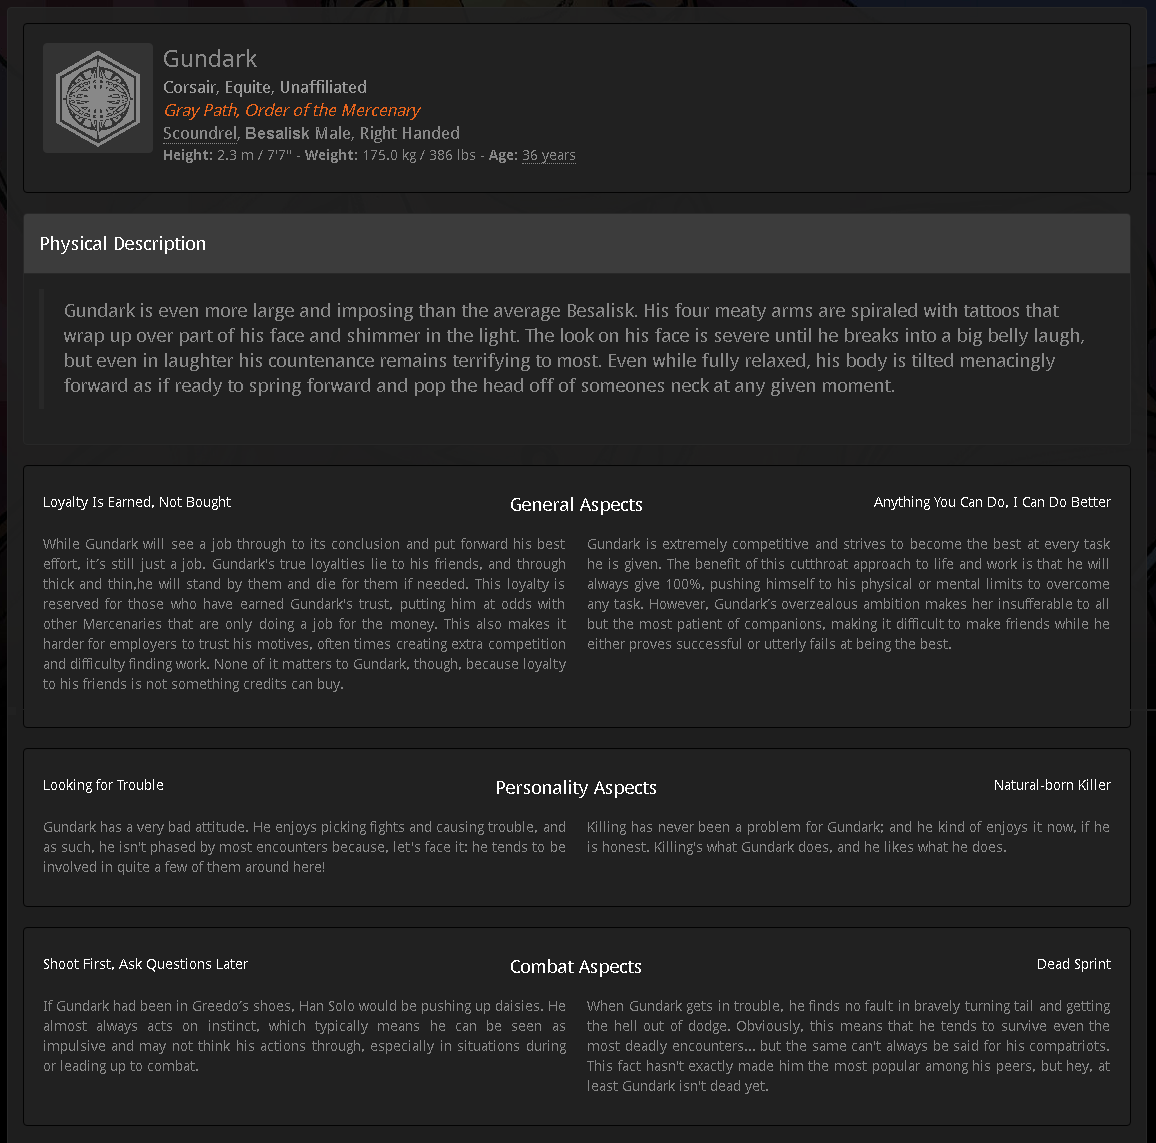 Gundark
Corsair, Equite, Unaffiliated
Gray Path, Order of the Mercenary
Scoundrel, Besalisk Male, Right Handed
Height: 2.3 m / 7'7" - Weight: 175.0 kg / 386 lbs - Age: 36 years
Physical Description
Gundark is even more large and imposing than the average Besalisk. His four meaty arms are spiraled with tattoos that
wrap up over part of his face and shimmer in the light. The look on his face is severe until he breaks into a big belly laugh,
but even in laughter his countenance remains terrifying to most. Even while fully relaxed, his body is tilted menacingly
forward as if ready to spring forward and pop the head off of someones neck at any given moment.
General Aspects
Loyalty Is Earned, Not Bought
While Gundark will see a job through to its conclusion and put forward his best
effort, it’s still just a job. Gundark's true loyalties lie to his friends, and through
thick and thin,he will stand by them and die for them if needed. This loyalty is
reserved for those who have earned Gundark's trust, putting him at odds with
other Mercenaries that are only doing a job for the money. This also makes it
harder for employers to trust his motives, often times creating extra competition
and difficulty finding work. None of it matters to Gundark, though, because loyalty
to his friends is not something credits can buy.
Anything You Can Do, I Can Do Better
Gundark is extremely competitive and strives to become the best at every task
he is given. The benefit of this cutthroat approach to life and work is that he will
always give 100%, pushing himself to his physical or mental limits to overcome
any task. However, Gundark’s overzealous ambition makes her insufferable to all
but the most patient of companions, making it difficult to make friends while he
either proves successful or utterly fails at being the best.
Personality Aspects
Looking for Trouble
Gundark has a very bad attitude. He enjoys picking fights and causing trouble, and
as such, he isn't phased by most encounters because, let's face it: he tends to be
involved in quite a few of them around here!
Natural-born Killer
Killing has never been a problem for Gundark; and he kind of enjoys it now, if he
is honest. Killing's what Gundark does, and he likes what he does.
Combat Aspects
Shoot First, Ask Questions Later
If Gundark had been in Greedo’s shoes, Han Solo would be pushing up daisies. He
almost always acts on instinct, which typically means he can be seen as
impulsive and may not think his actions through, especially in situations during
or leading up to combat.
Dead Sprint
When Gundark gets in trouble, he finds no fault in bravely turning tail and getting
the hell out of dodge. Obviously, this means that he tends to survive even the
most deadly encounters... but the same can't always be said for his compatriots.
This fact hasn't exactly made him the most popular among his peers, but hey, at
least Gundark isn't dead yet.